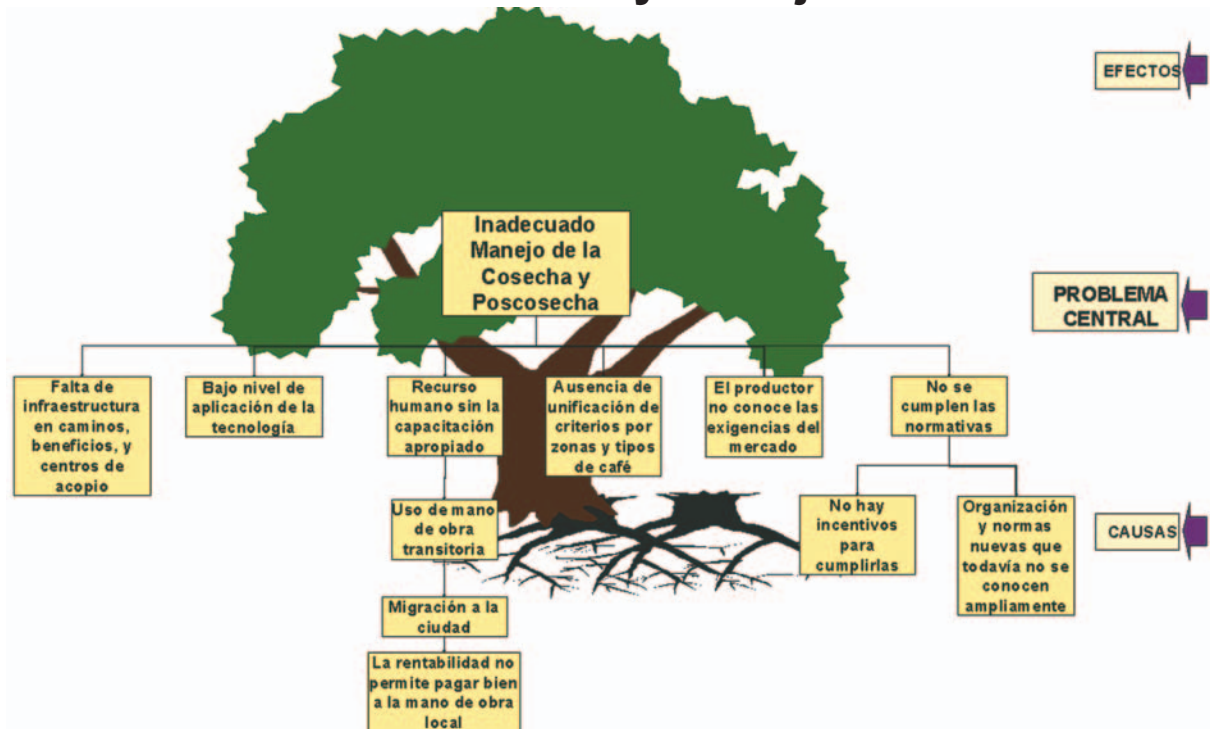 EFECTOS
Inadecuado
Manejo de la
Cosecha y
Poscosecha
PROBLEMA
CENTRAL
Falta de
infraestructura
en caminos,
beneficios, y
centros de
acopio
Bajo nivel de
aplicación de la
tecnología
Recurso
humano sin la
capacitación
apropiado
Ausencia de
unificación de
criterios por
zonas y tipos
de café
El productor
no conoce las
exigencias del
mercado
No se
cumplen las
normativas
Uso de mano
de obra
transitoria
No hay
incentivos
para
cumplirlas
Organización
y normas
nuevas que
todavía no se
conocen
ampliamente
CAUSAS
Migración a la
ciudad
La rentabilidad no
permite pagar bien
a la mano de obra
local